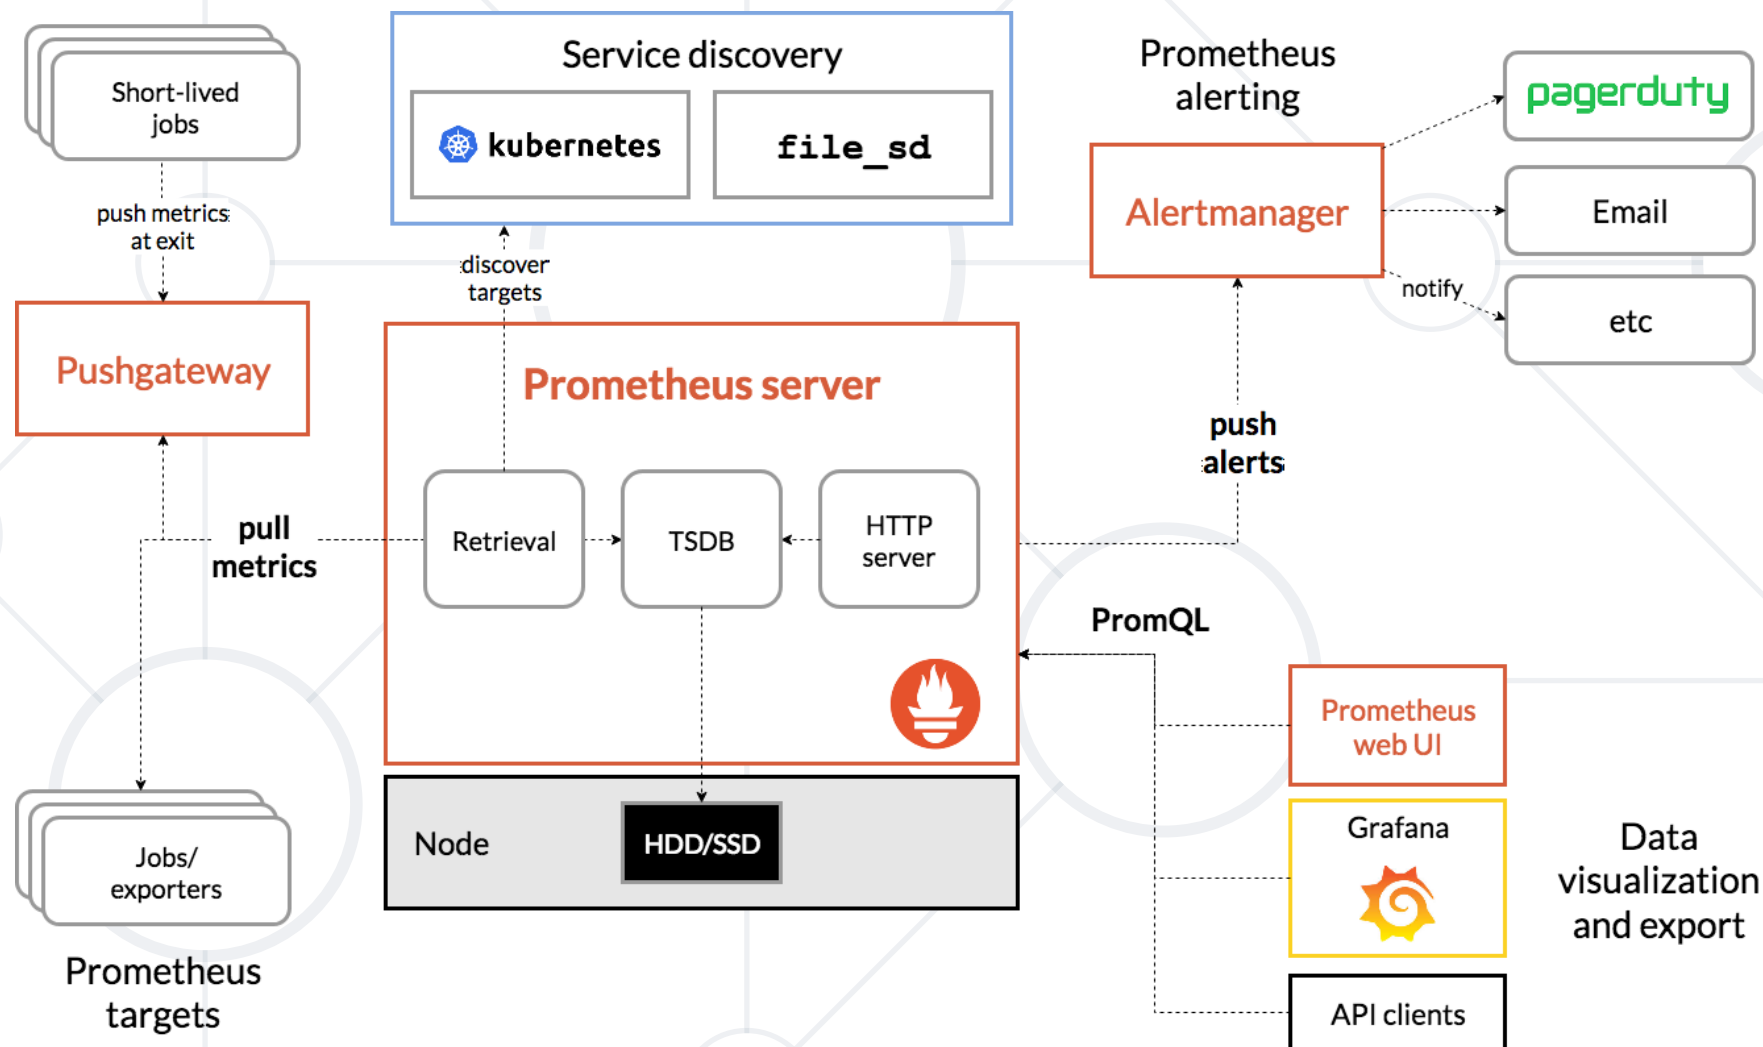 Short-lived
jobs
push metrics
at exit
Pushgateway
pull
metrics
Jobs/
exporters
Prometheus
targets
Service discovery
kubernetes
file_sd
discover
targets
Prometheus server
Retrieval
TSDB
HTTP
server
Node
HDD/SSD
Prometheus
alerting
Alertmanager
pagerduty
Email
notify
etc
push
alerts
PromQL
Prometheus
web UI
Grafana
API clients
Data
visualization
and export